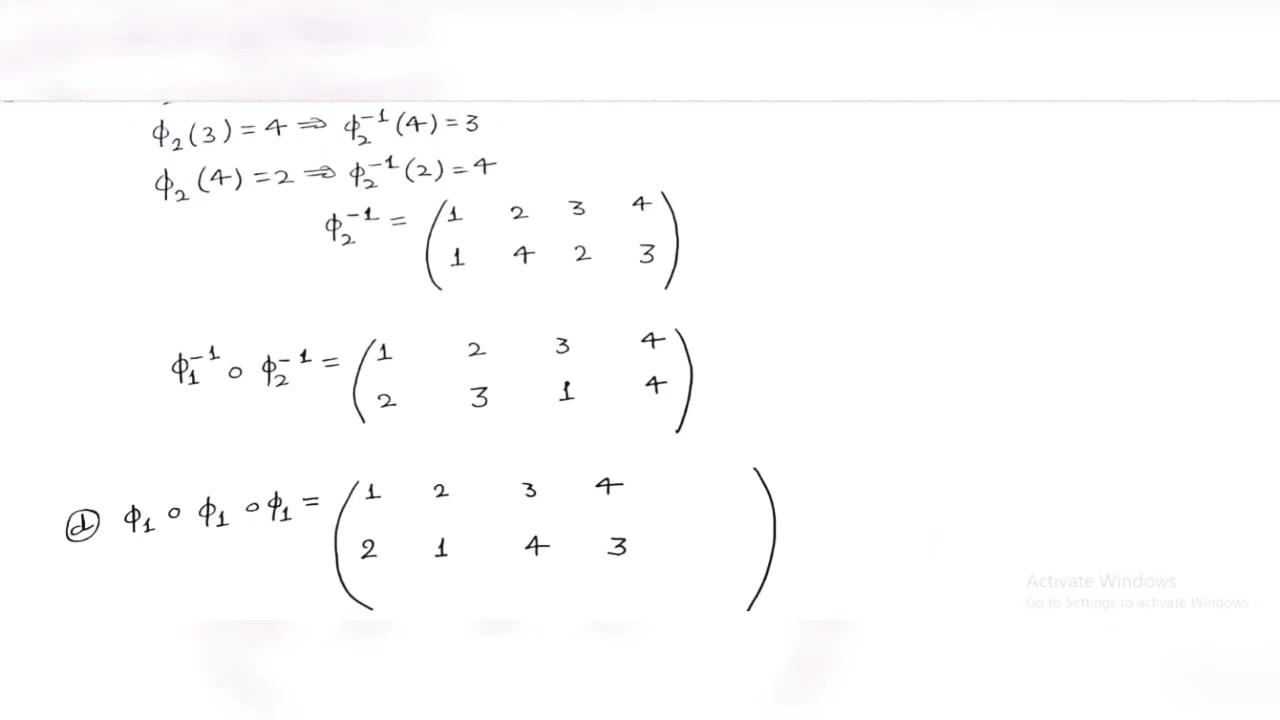 ϕ₂(3) = 4 ⇒ ϕ₂⁻¹(4) = 3
ϕ₂(4) = 2 ⇒ ϕ₂⁻¹(2) = 4
ϕ₂⁻¹ = (1 2 3 4
1 4 2 3)
ϕ₁⁻¹ ∘ ϕ₂⁻¹ = (1 2 3 4
2 3 1 4)
ⓓ ϕ₁ ∘ ϕ₁ ∘ ϕ₁ = (1 2 3 4
2 1 4 3)
Activate Windows
Go to Settings to activate Windows